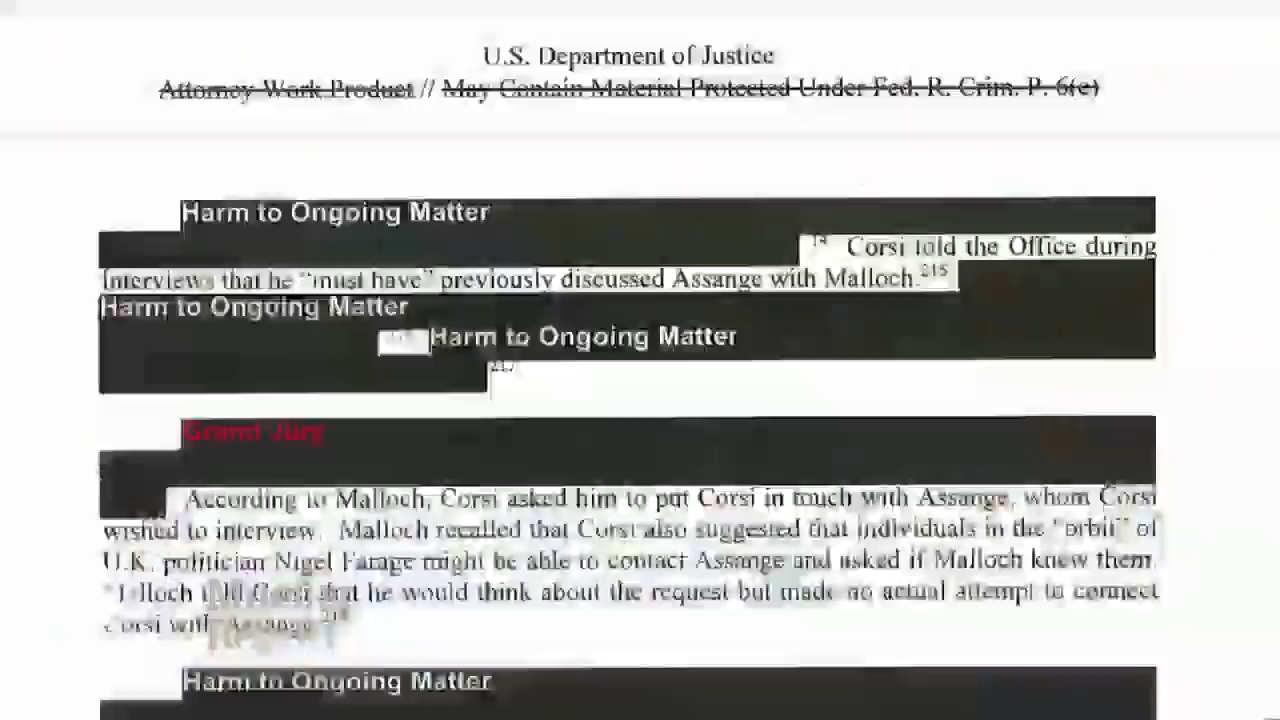 U.S. Department of Justice
Attorney Work Product // May Contain Material Protected Under Fed. R. Crim. P. 6(e)
Harm to Ongoing Matter
Corsi told the Office during
interviews that he “must have” previously discussed Assange with Malloch.215
Harm to Ongoing Matter
Harm to Ongoing Matter
Grand Jury
According to Malloch, Corsi asked him to put Corsi in touch with Assange, whom Corsi
wished to interview. Malloch recalled that Corsi also suggested that individuals in the “orbit” of
U.K. politician Nigel Farage might be able to contact Assange and asked if Malloch knew them.
Malloch told Corsi that he would think about the request but made no actual attempt to connect
Corsi with Assange.
Harm to Ongoing Matter